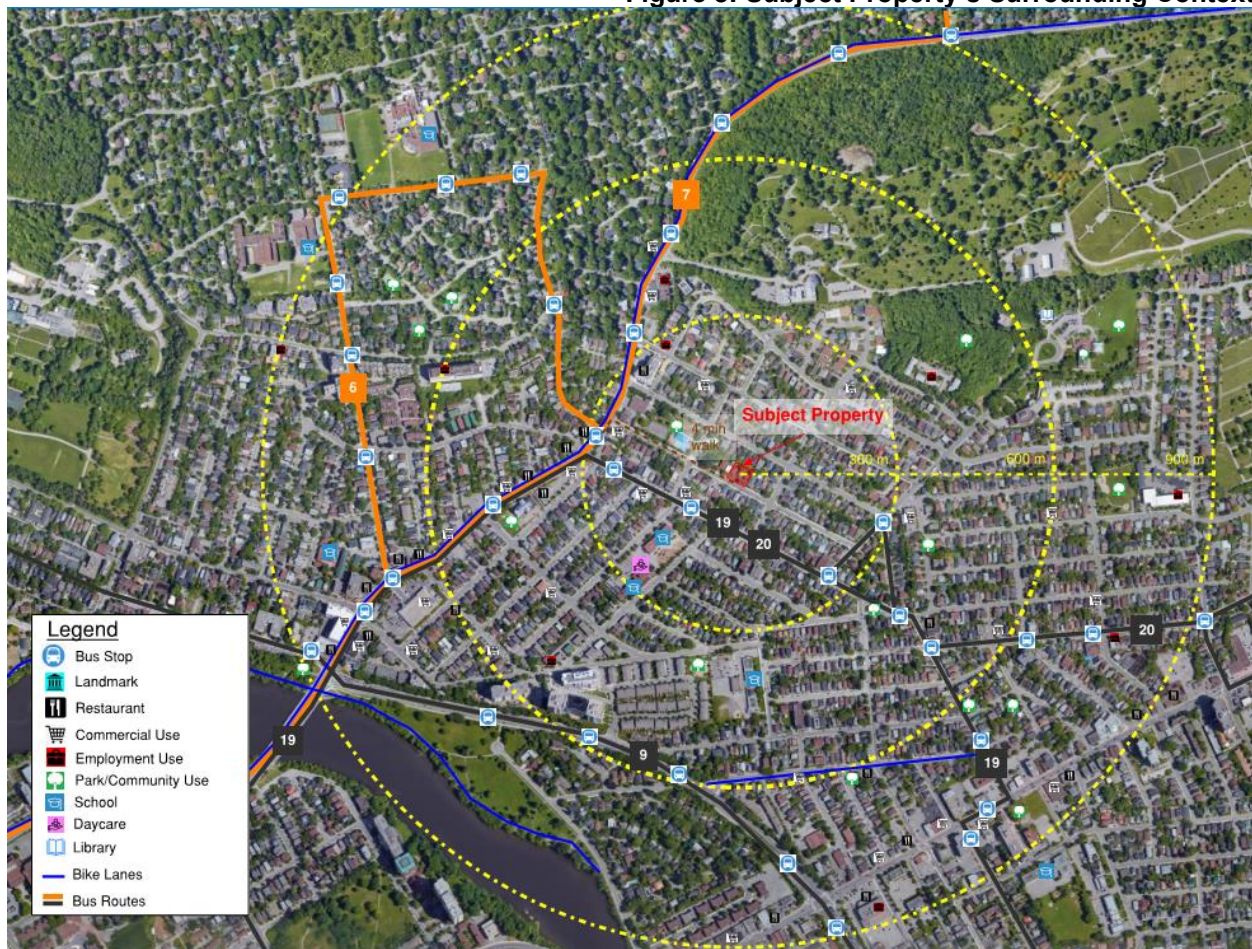 Figure 3: Subject Property's Surrounding Context
7
6
Subject Property
4 min
walk
300 m
600 m
900 m
19
20
20
19
9
19
Legend
Bus Stop
Landmark
Restaurant
Commercial Use
Employment Use
Park/Community Use
School
Daycare
Library
Bike Lanes
Bus Routes